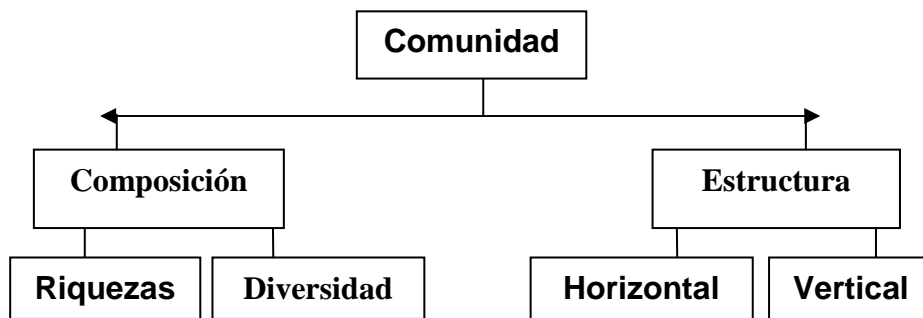 Comunidad
Composición Estructura
Riquezas Diversidad Horizontal Vertical